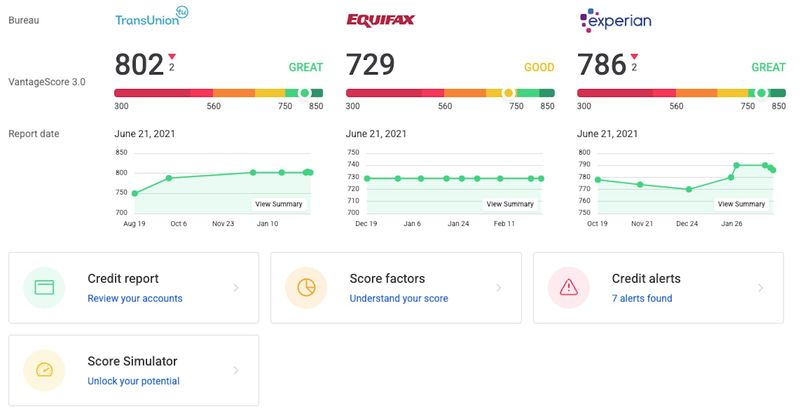 Bureau
TransUnion tu
EQUIFAX
experian
VantageScore 3.0
802 2 GREAT
300 560 750 850
729 GOOD
300 560 750 850
786 2 GREAT
300 560 750 850
Report date
June 21, 2021
850
800
750
700
View Summary
Aug 19 Oct 6 Nov 23 Jan 10
June 21, 2021
750
740
730
720
710
700
View Summary
Dec 19 Jan 6 Jan 24 Feb 11
June 21, 2021
800
790
780
770
760
750
View Summary
Oct 19 Nov 21 Dec 24 Jan 26
Credit report
Review your accounts
Score factors
Understand your score
Credit alerts
7 alerts found
Score Simulator
Unlock your potential